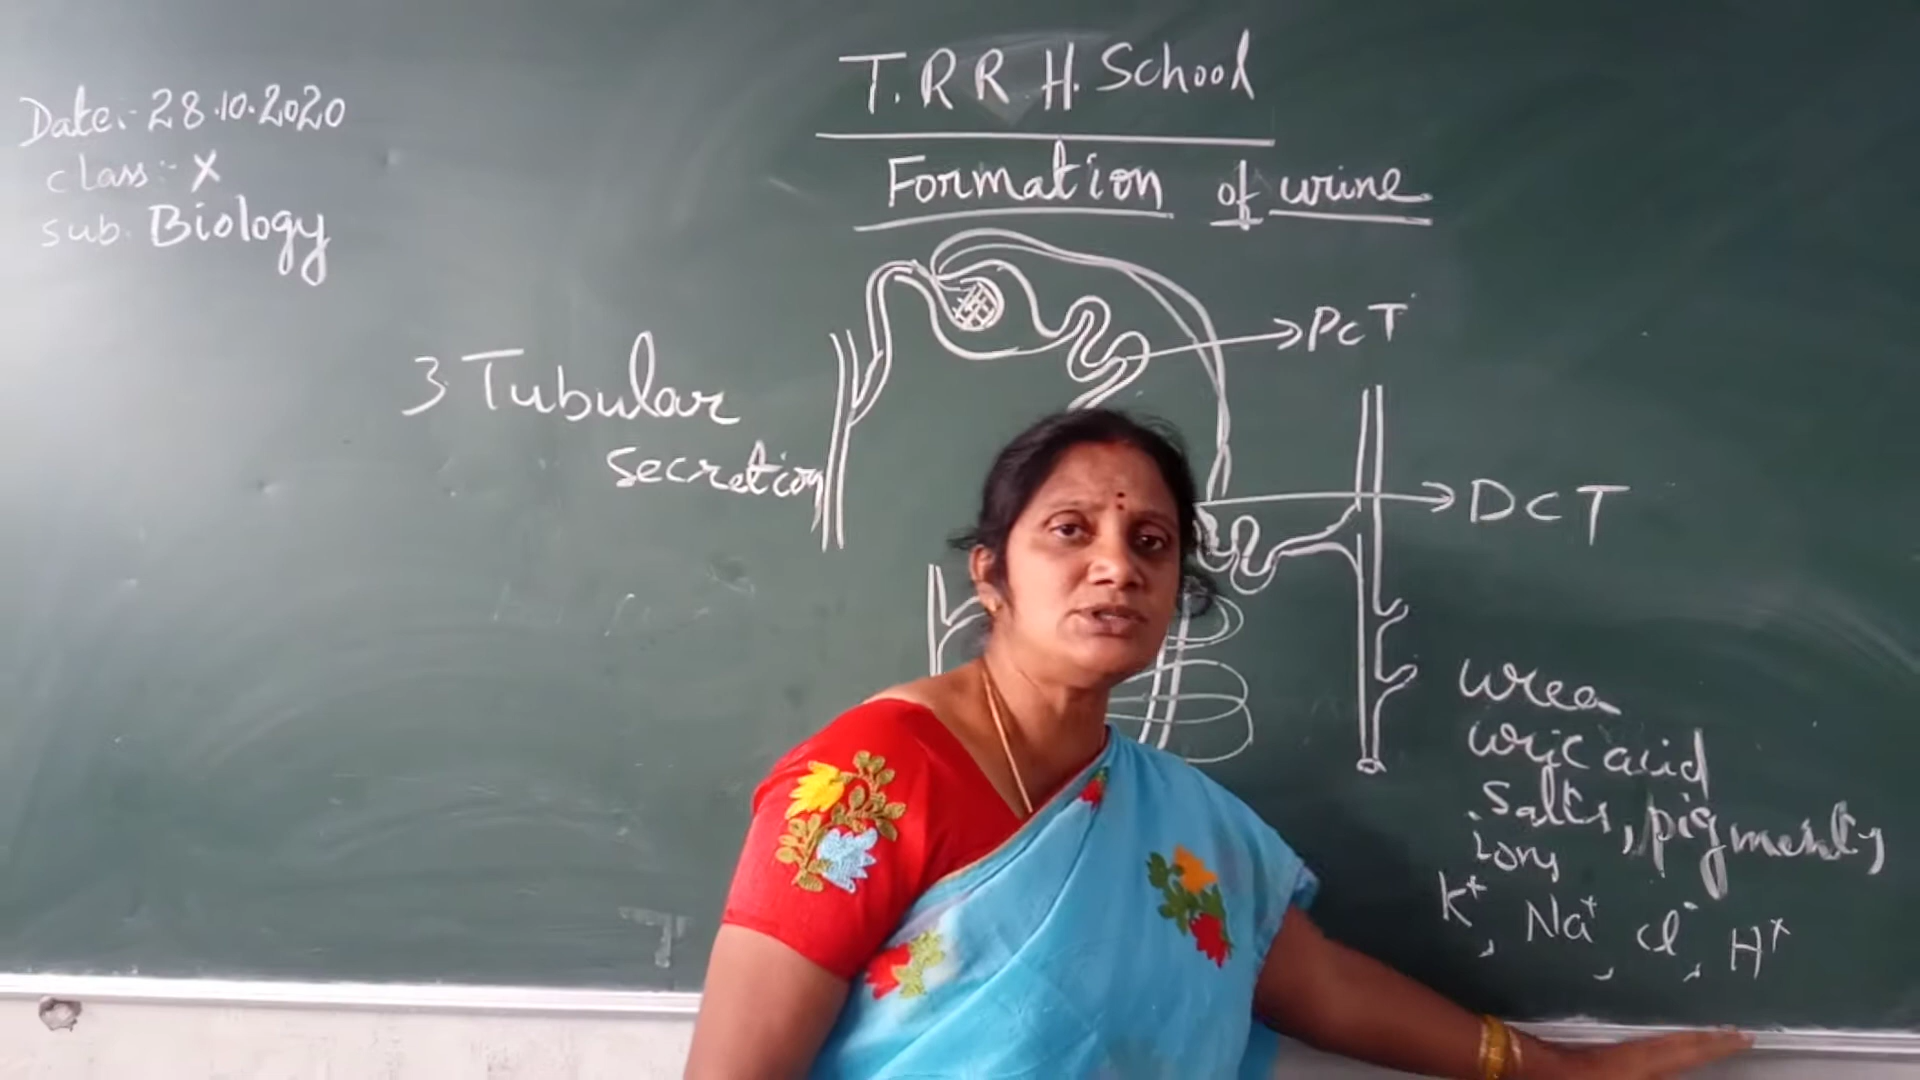 T.R R H. School
Date:- 28.10.2020
class:- X
sub. Biology
Formation of urine
PCT
3 Tubular
secretion
DCT
urea
uric acid
salts, pigments
ions
K⁺, Na⁺, Cl⁻, H⁺